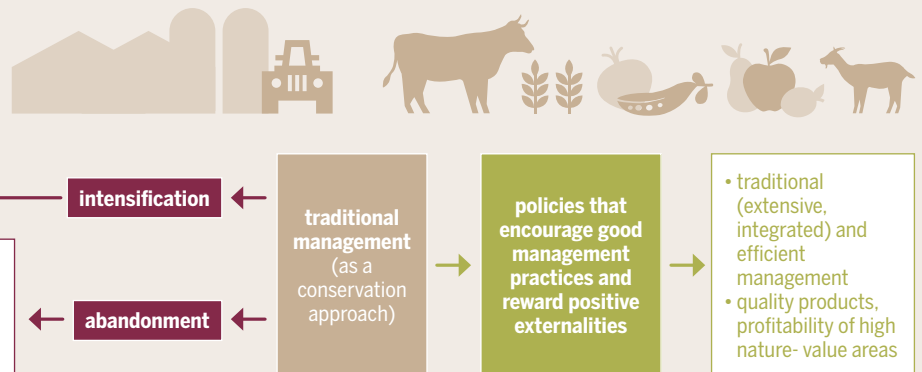 intensification
abandonment
traditional
management
(as a
conservation
approach)
policies that
encourage good
management
practices and
reward positive
externalities
• traditional
(extensive,
integrated) and
efficient
management
• quality products,
profitability of high
nature- value areas